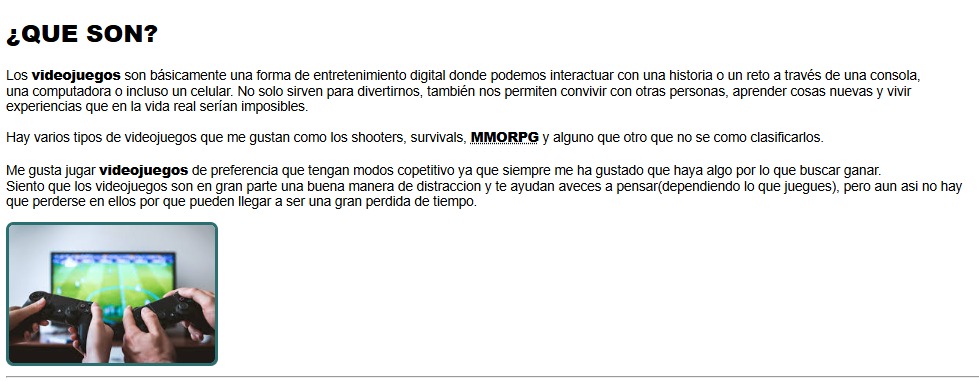 ¿QUE SON?
Los videojuegos son básicamente una forma de entretenimiento digital donde podemos interactuar con una historia o un reto a través de una consola,
una computadora o incluso un celular. No solo sirven para divertirnos, también nos permiten convivir con otras personas, aprender cosas nuevas y vivir
experiencias que en la vida real serían imposibles.
Hay varios tipos de videojuegos que me gustan como los shooters, survivals, MMORPG y alguno que otro que no se como clasificarlos.
Me gusta jugar videojuegos de preferencia que tengan modos copetitivo ya que siempre me ha gustado que haya algo por lo que buscar ganar.
Siento que los videojuegos son en gran parte una buena manera de distraccion y te ayudan aveces a pensar(dependiendo lo que juegues), pero aun asi no hay
que perderse en ellos por que pueden llegar a ser una gran perdida de tiempo.